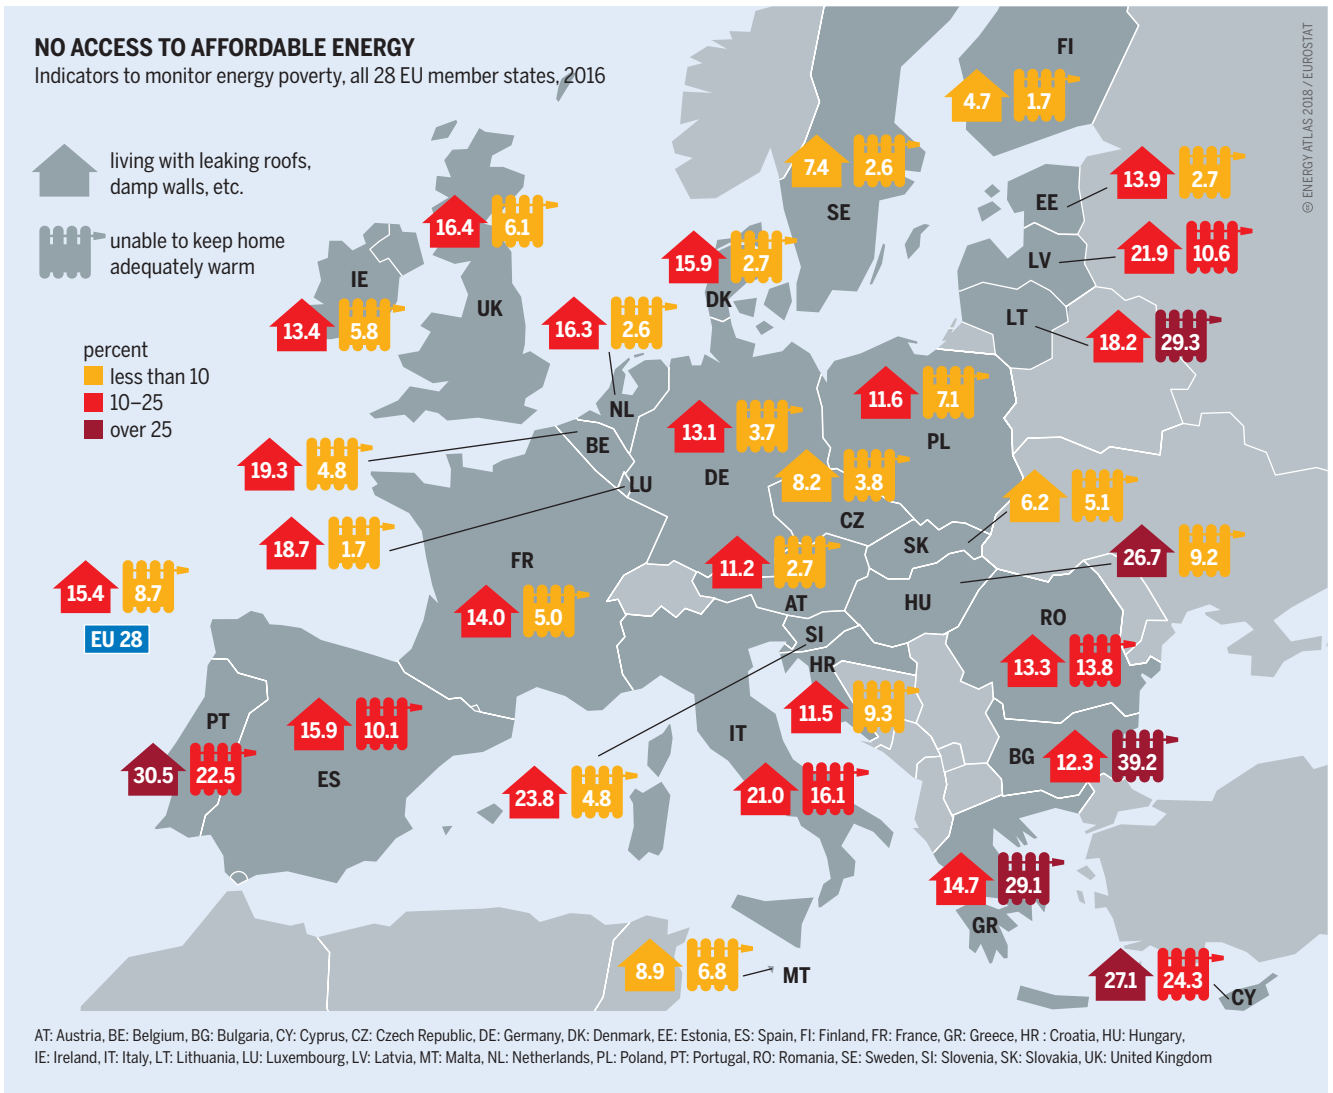 NO ACCESS TO AFFORDABLE ENERGY
Indicators to monitor energy poverty, all 28 EU member states, 2016
living with leaking roofs,
damp walls, etc.
unable to keep home
adequately warm
percent
less than 10
10–25
over 25
FI
4.7 1.7
7.4 2.6
SE
13.9 2.7
EE
21.9 10.6
LV
18.2 29.3
LT
16.4 6.1
UK
IE
13.4 5.8
15.9 2.7
DK
16.3 2.6
NL
11.6 7.1
PL
13.1 3.7
DE
19.3 4.8
BE
18.7 1.7
LU
8.2 3.8
CZ
6.2 5.1
SK
26.7 9.2
HU
11.2 2.7
AT
FR
14.0 5.0
15.4 8.7
EU 28
RO
13.3 13.8
SI
23.8 4.8
HR
11.5 9.3
PT
30.5 22.5
15.9 10.1
ES
IT
21.0 16.1
BG 12.3 39.2
14.7 29.1
GR
8.9 6.8
MT
27.1 24.3
CY
AT: Austria, BE: Belgium, BG: Bulgaria, CY: Cyprus, CZ: Czech Republic, DE: Germany, DK: Denmark, EE: Estonia, ES: Spain, FI: Finland, FR: France, GR: Greece, HR : Croatia, HU: Hungary,
IE: Ireland, IT: Italy, LT: Lithuania, LU: Luxembourg, LV: Latvia, MT: Malta, NL: Netherlands, PL: Poland, PT: Portugal, RO: Romania, SE: Sweden, SI: Slovenia, SK: Slovakia, UK: United Kingdom
© ENERGY ATLAS 2018 / EUROSTAT